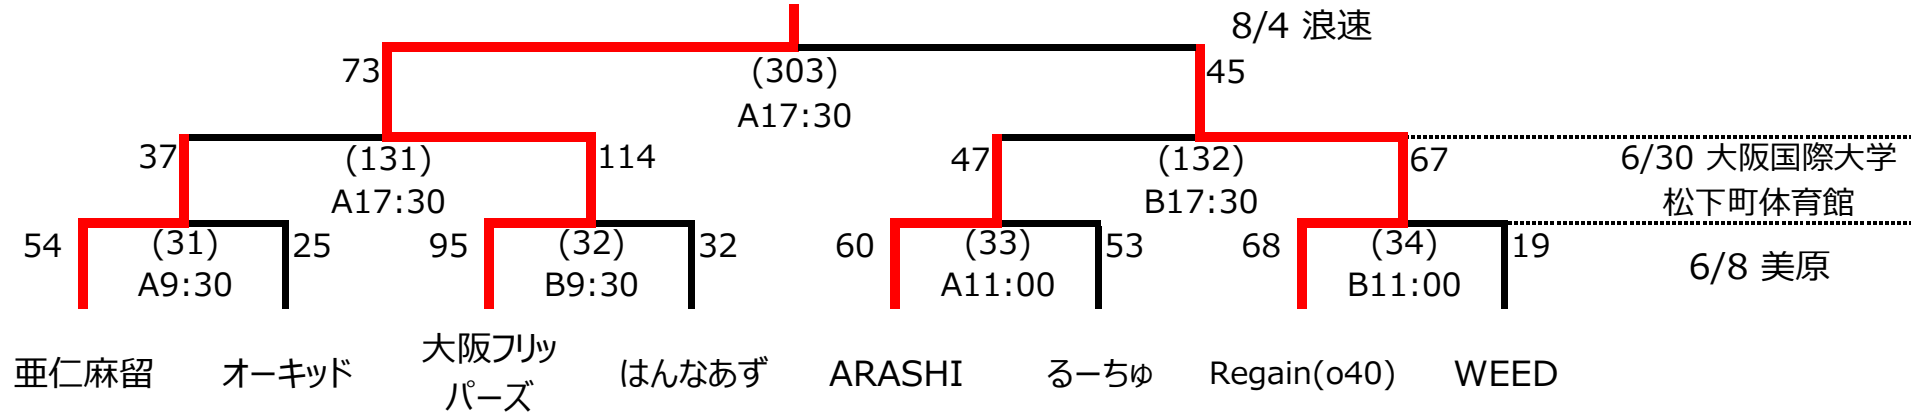 8/4 浪速
73
(303)
45
A17:30
37
(131)
114
47
(132)
67
6/30 大阪国際大学
A17:30
B17:30
松下町体育館
54
(31)
25
95
(32)
32
60
(33)
53
68
(34)
19
6/8 美原
A9:30
B9:30
A11:00
B11:00
亜仁麻留
オーキッド
大阪フリッ
パーズ
はんなあず
ARASHI
るーちゅ
Regain(o40)
WEED